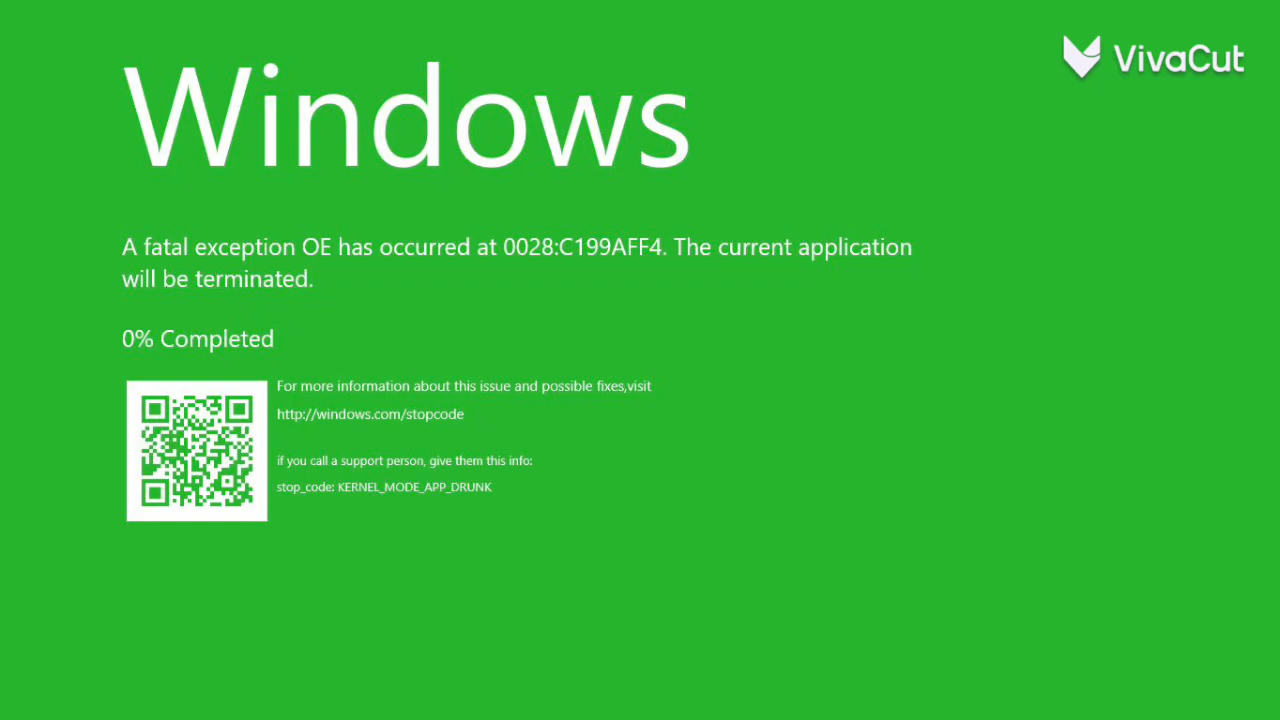 VivaCut
Windows
A fatal exception OE has occurred at 0028:C199AFF4. The current application
will be terminated.
0% Completed
For more information about this issue and possible fixes,visit
http://windows.com/stopcode
if you call a support person, give them this info:
stop_code: KERNEL_MODE_APP_DRUNK